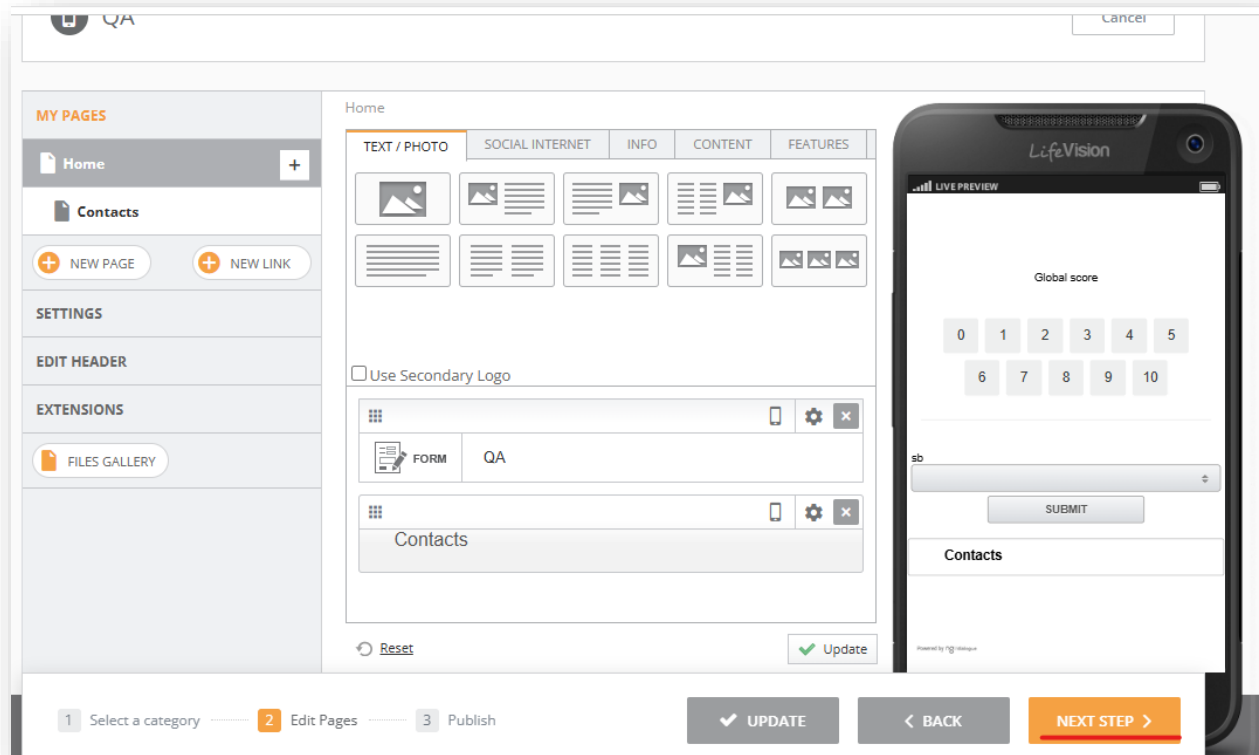 QA
Cancel
MY PAGES
Home
+
Contacts
NEW PAGE
NEW LINK
SETTINGS
EDIT HEADER
EXTENSIONS
FILES GALLERY
Home
TEXT / PHOTO
SOCIAL INTERNET
INFO
CONTENT
FEATURES
Use Secondary Logo
FORM
QA
Contacts
Reset
Update
LifeVision
LIVE PREVIEW
Global score
0 1 2 3 4 5
6 7 8 9 10
sb
SUBMIT
Contacts
Powered by
1 Select a category
2 Edit Pages
3 Publish
UPDATE
BACK
NEXT STEP